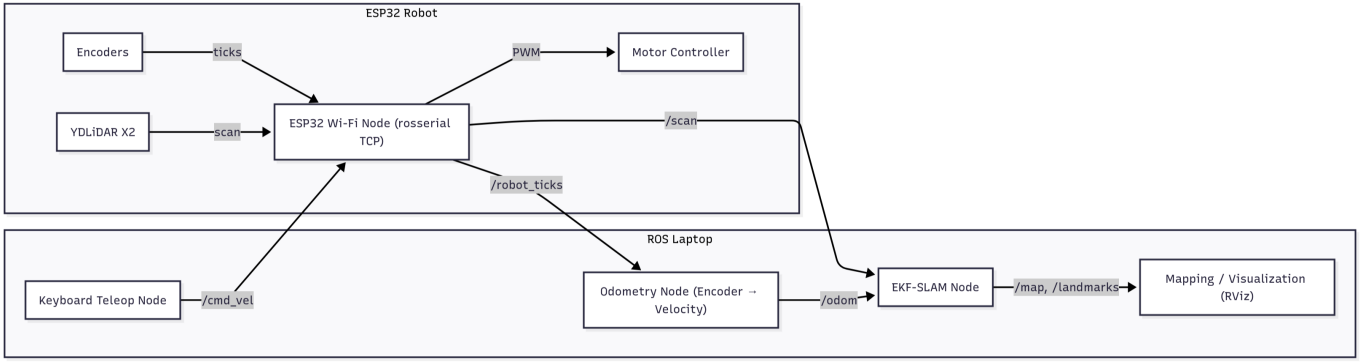 ESP32 Robot
Encoders
ticks
PWM
Motor Controller
YDLiDAR X2
scan
ESP32 Wi-Fi Node (rosserial
TCP)
/scan
/robot_ticks
ROS Laptop
Keyboard Teleop Node
/cmd_vel
Odometry Node (Encoder →
Velocity)
/odom
EKF-SLAM Node
/map, /landmarks
Mapping / Visualization
(RViz)